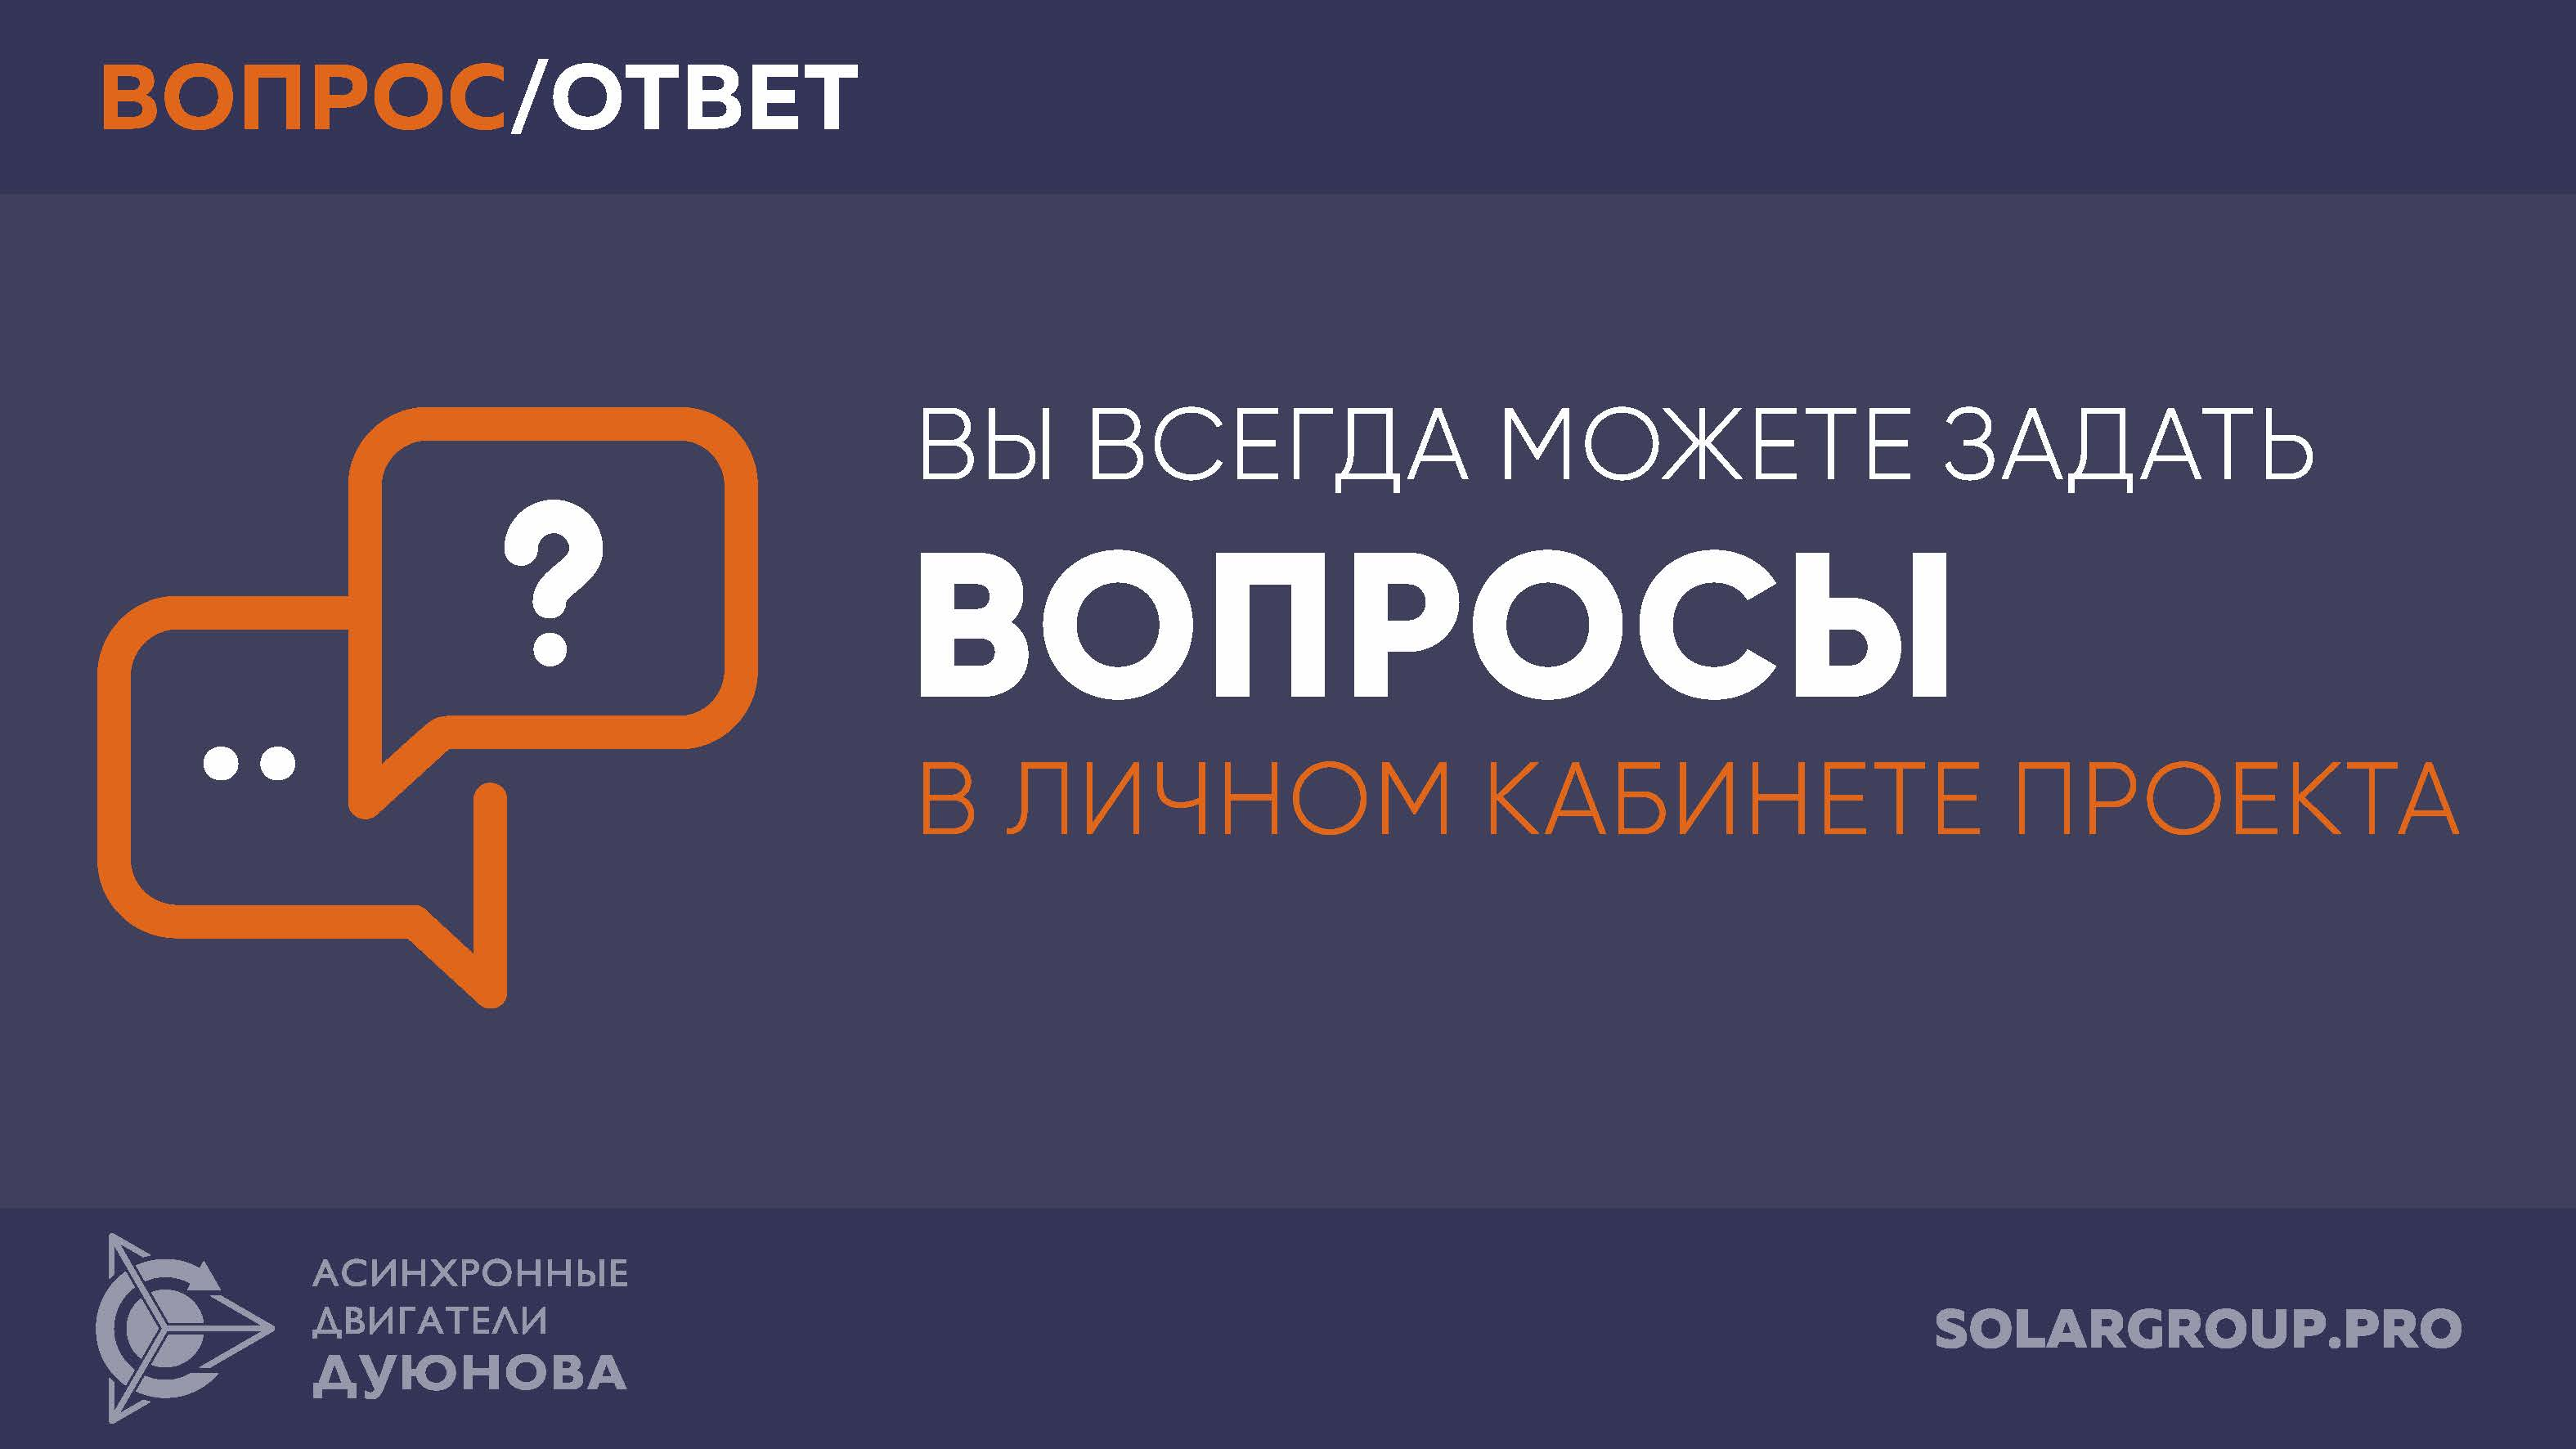 ВОПРОС/ОТВЕТ
ВЫ ВСЕГДА МОЖЕТЕ ЗАДАТЬ
ВОПРОСЫ
В ЛИЧНОМ КАБИНЕТЕ ПРОЕКТА
АСИНХРОННЫЕ
ДВИГАТЕЛИ
ДУЮНОВА
SOLARGROUP.PRO